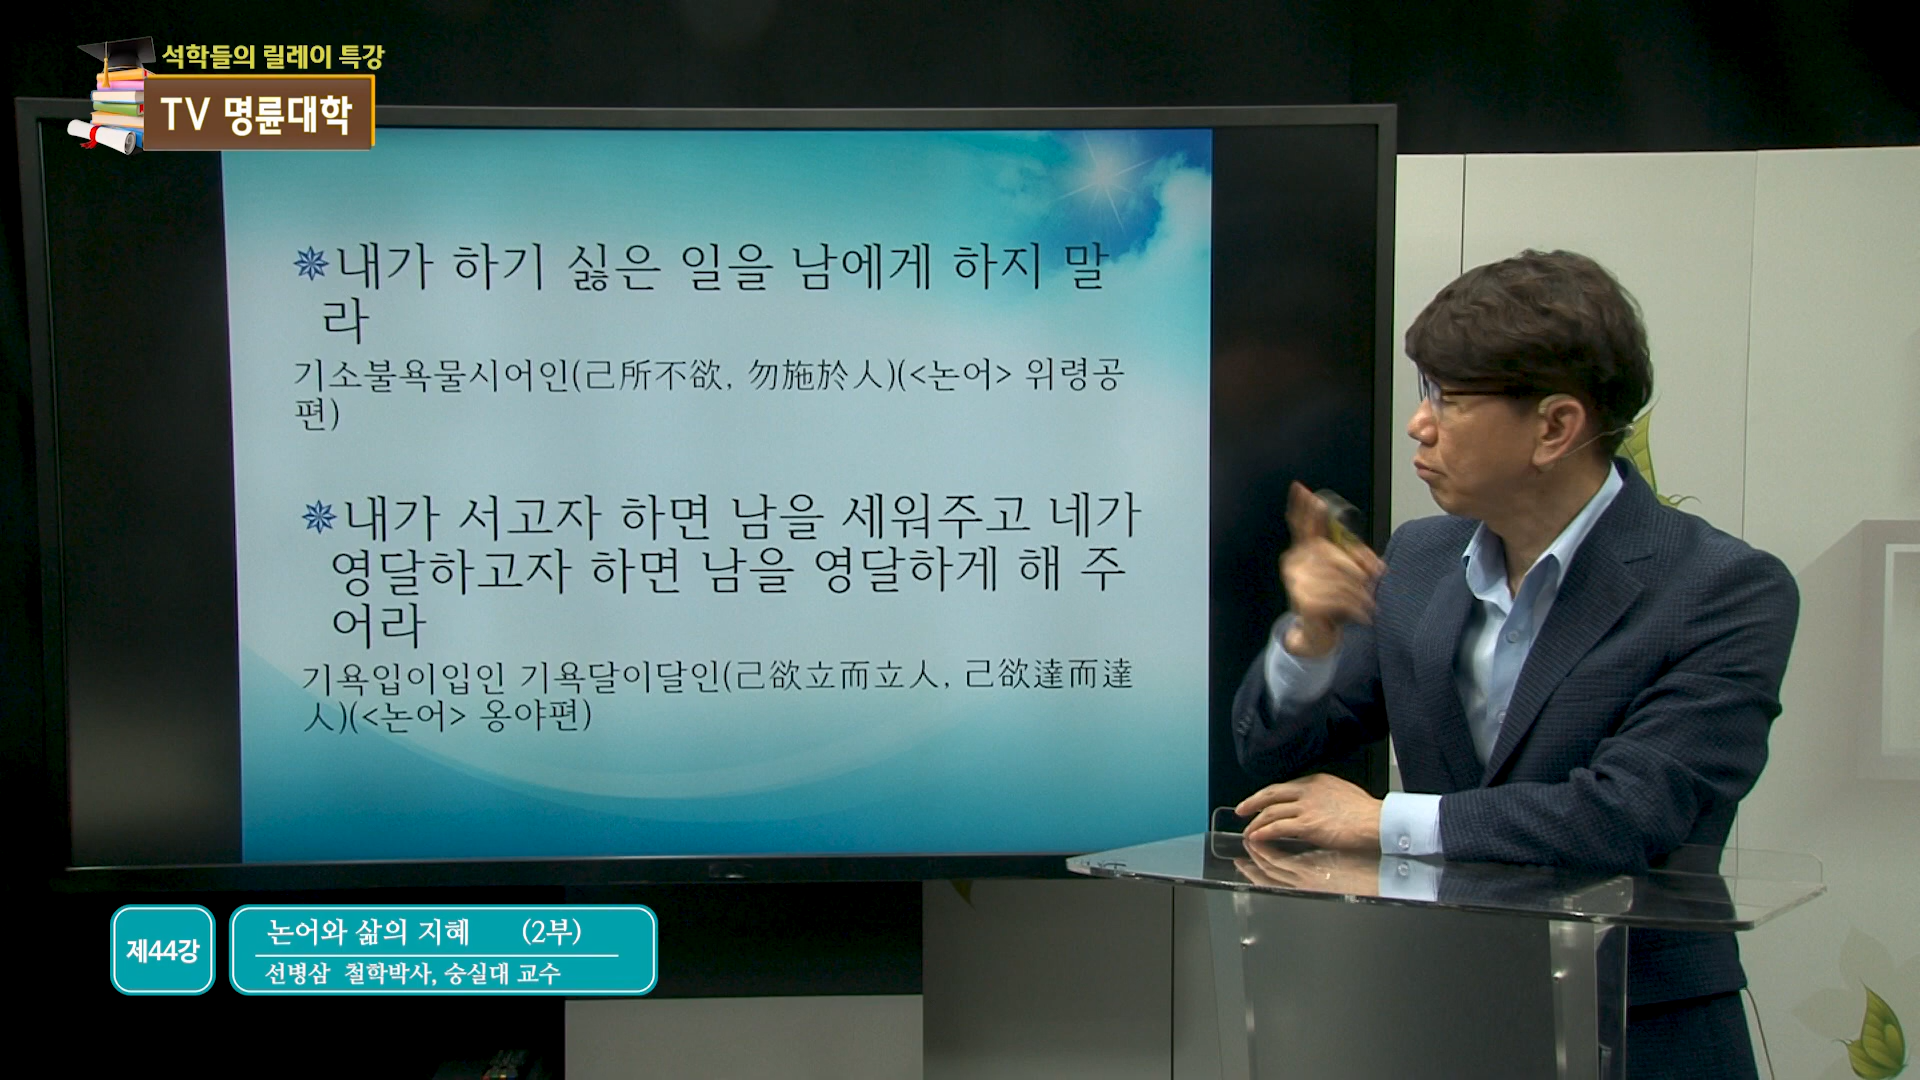 석학들의 릴레이 특강
TV 명륜대학
내가 하기 싫은 일을 남에게 하지 말
라
기소불욕물시어인(己所不欲, 勿施於人)(<논어> 위령공
편)
내가 서고자 하면 남을 세워주고 네가
영달하고자 하면 남을 영달하게 해 주
어라
기욕입이입인 기욕달이달인(己欲立而立人, 己欲達而達
人)(<논어> 옹야편)
제44강
논어와 삶의 지혜 (2부)
선병삼 철학박사, 숭실대 교수